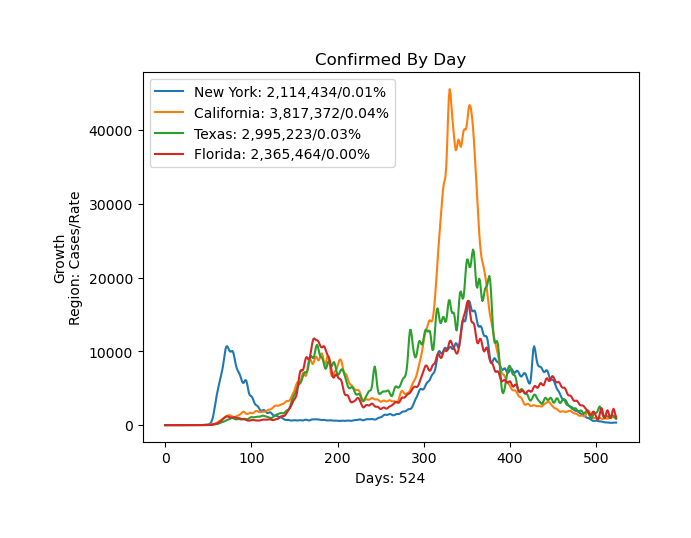 Confirmed By Day
New York: 2,114,434/0.01%
California: 3,817,372/0.04%
Texas: 2,995,223/0.03%
Florida: 2,365,464/0.00%
Growth
Region: Cases/Rate
40000
30000
20000
10000
0
0 100 200 300 400 500
Days: 524